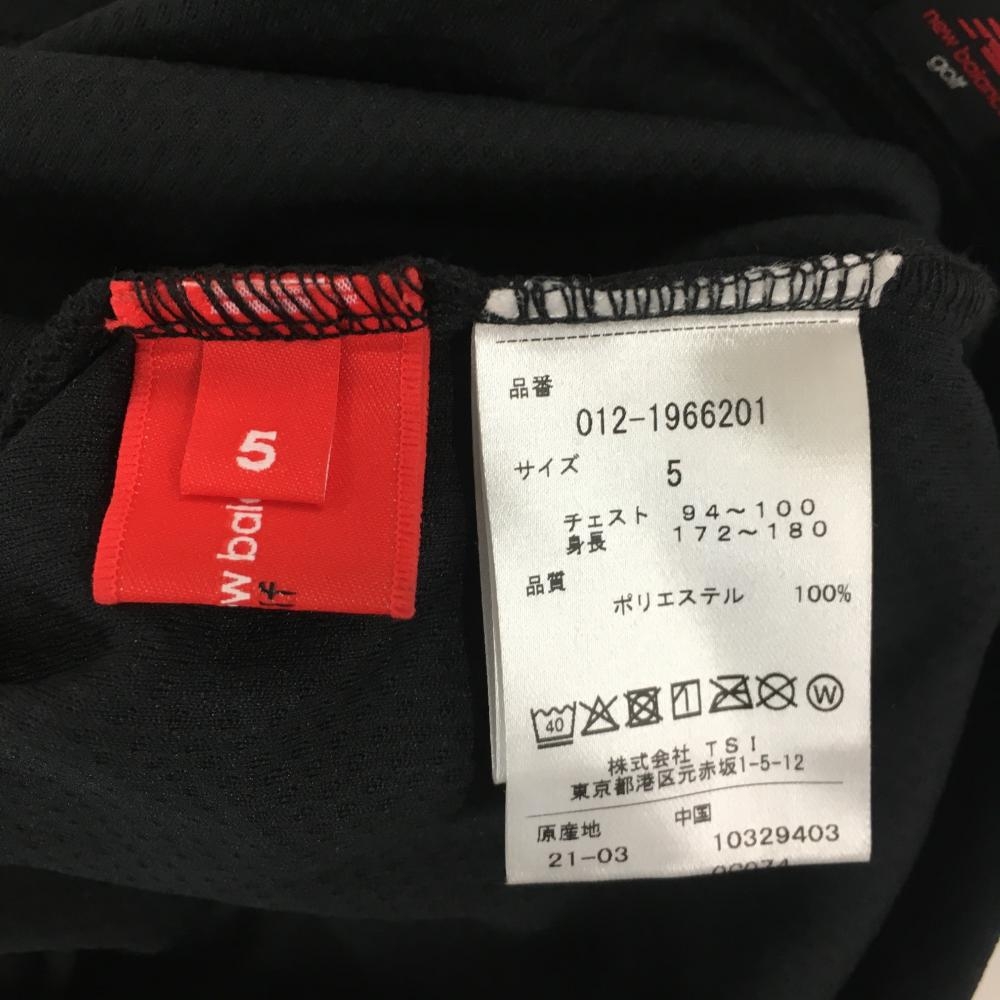 new balance
golf
5
w bal
品番
012-1966201
サイズ 5
チェスト 94～100
身長 172～180
品質
ポリエステル 100%
40 1 W
株式会社 TSI
東京都港区元赤坂1-5-12
原産地 中国
21-03 10329403